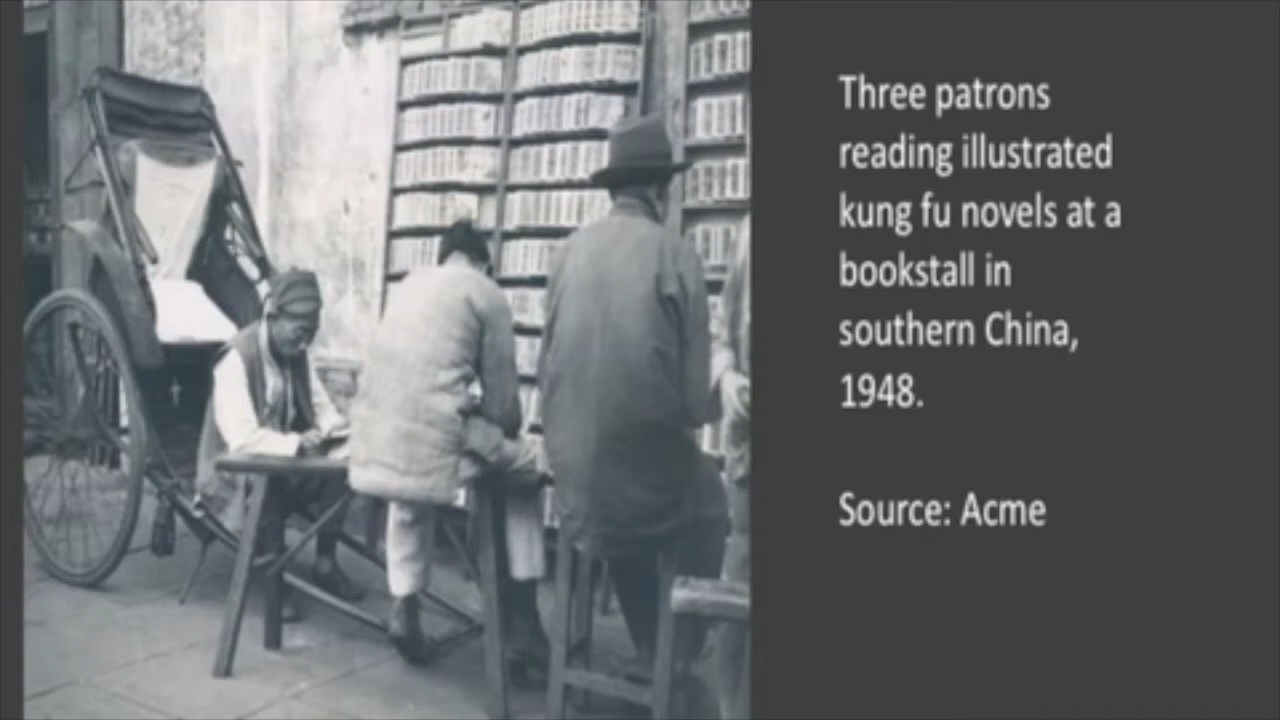 Three patrons
reading illustrated
kung fu novels at a
bookstall in
southern China,
1948.
Source: Acme